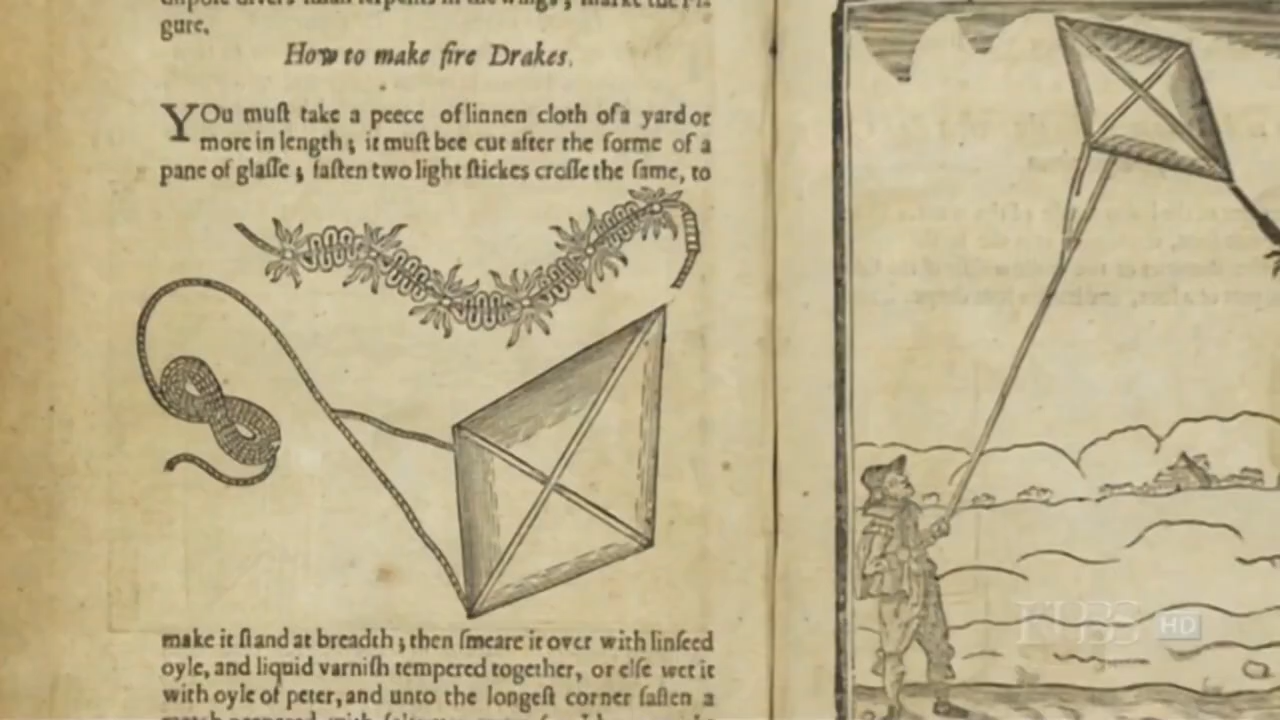 gure.
How to make fire Drakes.
YOu muſt take a peece of linnen cloth of a yard or
more in length ; it muſt bee cut after the forme of a
pane of glaſſe ; faſten two light ſtickes croſſe the ſame, to
make it ſtand at breadth ; then ſmeare it over with linſeed
oyle, and liquid varniſh tempered together, or elſe wet it
with oyle of peter, and unto the longeſt corner faſten a
HD